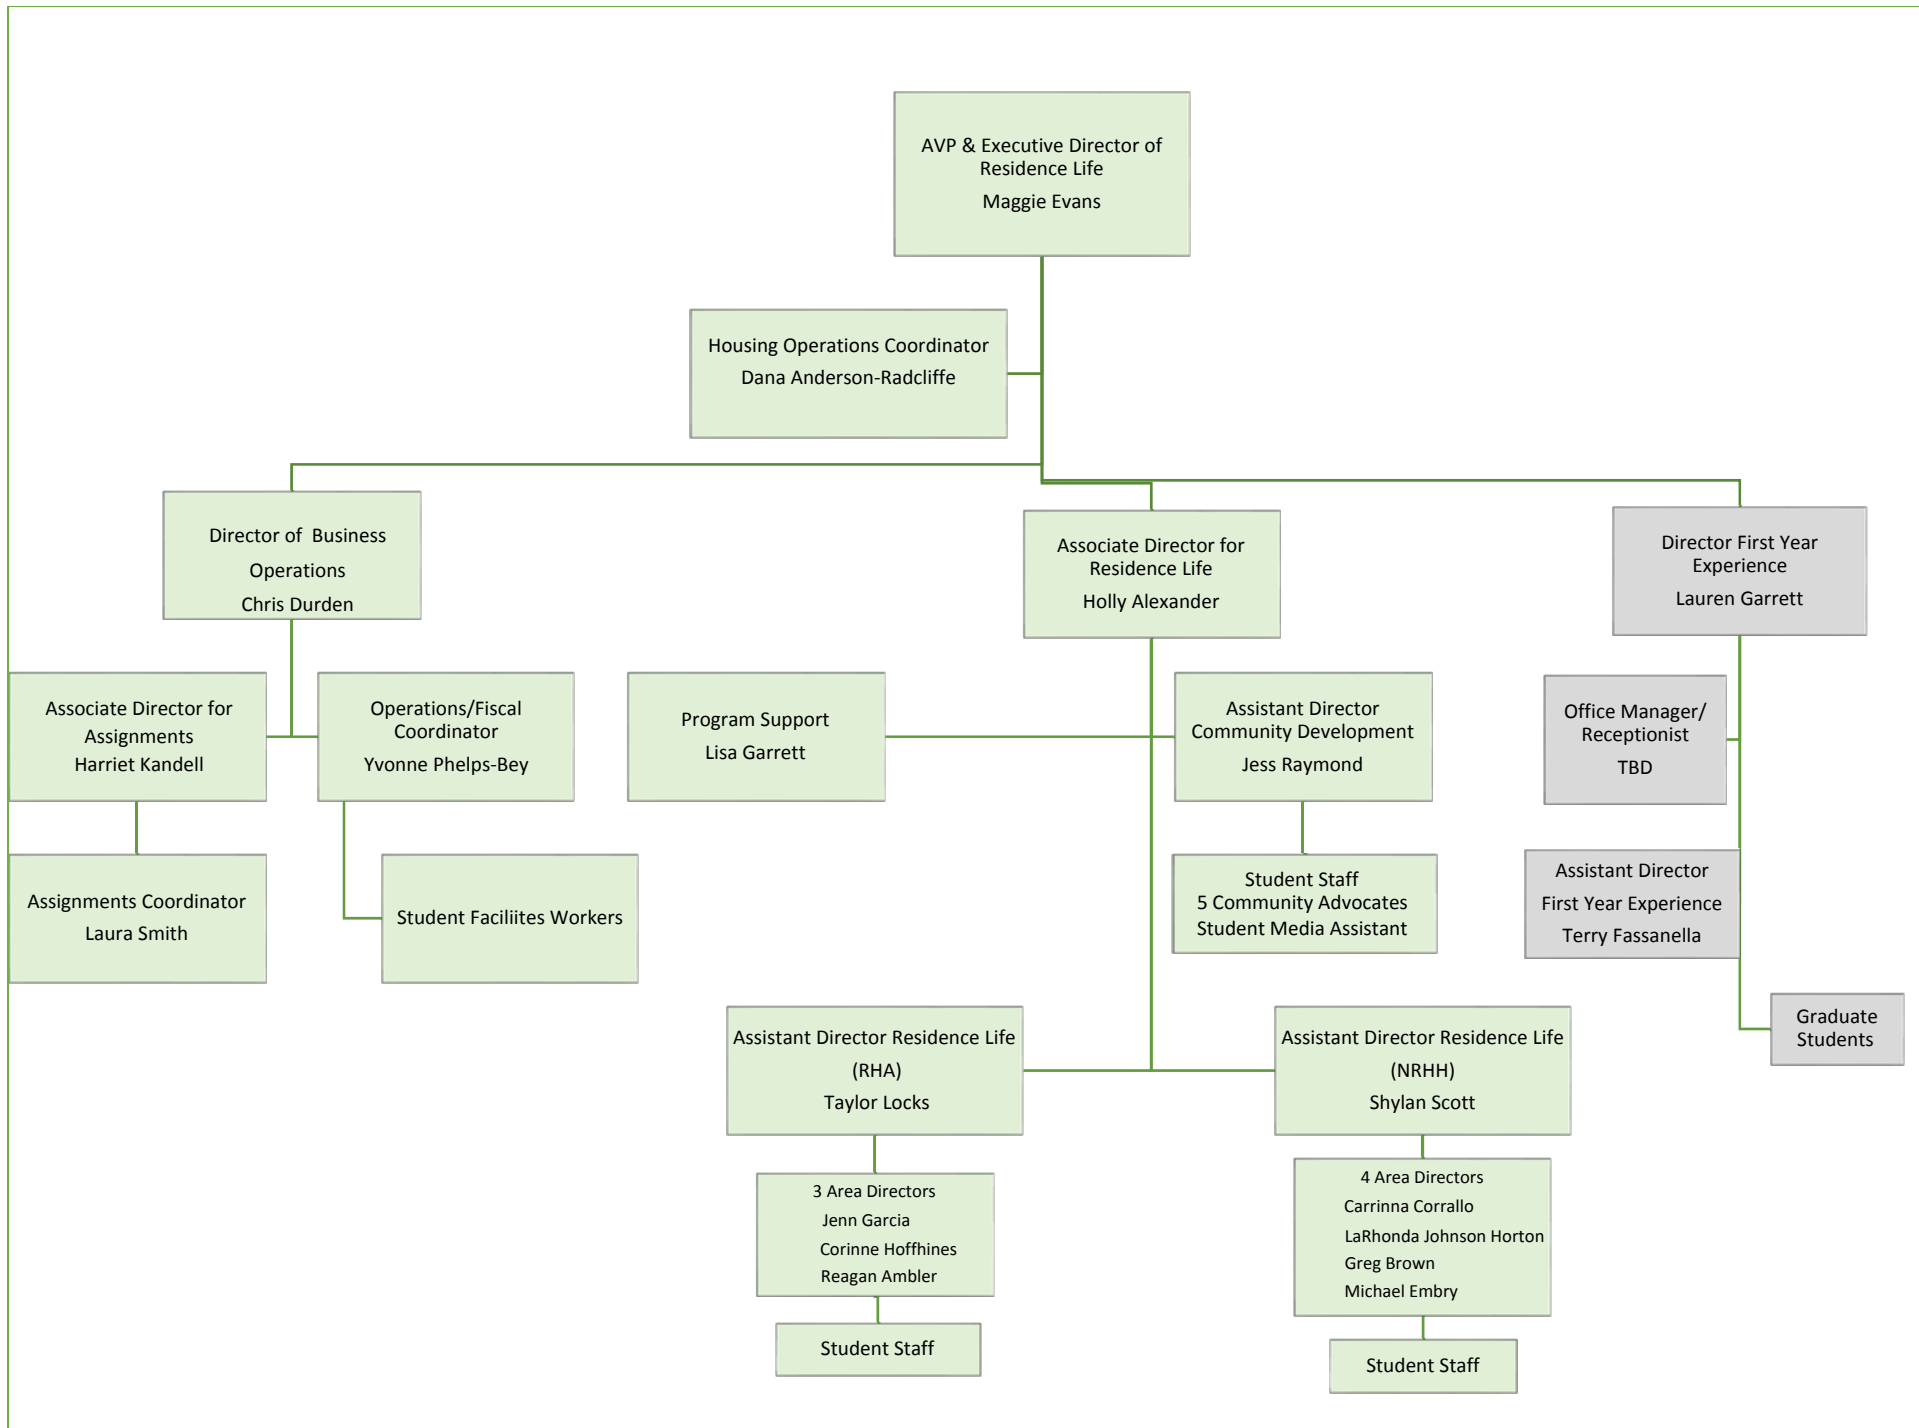 AVP & Executive Director of
Residence Life
Maggie Evans
Housing Operations Coordinator
Dana Anderson-Radcliffe
Director of  Business
Operations
Chris Durden
Associate Director for
Residence Life
Holly Alexander
Director First Year
Experience
Lauren Garrett
Associate Director for
Assignments
Harriet Kandell
Operations/Fiscal
Coordinator
Yvonne Phelps-Bey
Program Support
Lisa Garrett
Assistant Director
Community Development
Jess Raymond
Office Manager/
Receptionist
TBD
Assignments Coordinator
Laura Smith
Student Faciliites Workers
Student Staff
5 Community Advocates
Student Media Assistant
Assistant Director
First Year Experience
Terry Fassanella
Graduate
Students
Assistant Director Residence Life
(RHA)
Taylor Locks
Assistant Director Residence Life
(NRHH)
Shylan Scott
3 Area Directors
Jenn Garcia
Corinne Hoffhines
Reagan Ambler
4 Area Directors
Carrinna Corrallo
LaRhonda Johnson Horton
Greg Brown
Michael Embry
Student Staff
Student Staff